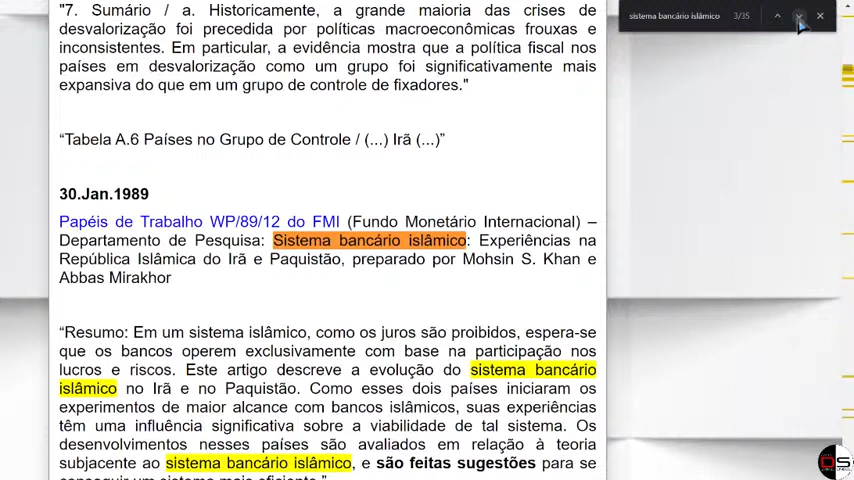 "7. Sumário / a. Historicamente, a grande maioria das crises de
desvalorização foi precedida por políticas macroeconômicas frouxas e
inconsistentes. Em particular, a evidência mostra que a política fiscal nos
países em desvalorização como um grupo foi significativamente mais
expansiva do que em um grupo de controle de fixadores."
“Tabela A.6 Países no Grupo de Controle / (...) Irã (...)”
30.Jan.1989
Papéis de Trabalho WP/89/12 do FMI (Fundo Monetário Internacional) –
Departamento de Pesquisa: Sistema bancário islâmico: Experiências na
República Islâmica do Irã e Paquistão, preparado por Mohsin S. Khan e
Abbas Mirakhor
“Resumo: Em um sistema islâmico, como os juros são proibidos, espera-se
que os bancos operem exclusivamente com base na participação nos
lucros e riscos. Este artigo descreve a evolução do sistema bancário
islâmico no Irã e no Paquistão. Como esses dois países iniciaram os
experimentos de maior alcance com bancos islâmicos, suas experiências
têm uma influência significativa sobre a viabilidade de tal sistema. Os
desenvolvimentos nesses países são avaliados em relação à teoria
subjacente ao sistema bancário islâmico, e são feitas sugestões para se
conseguir um sistema mais eficiente.”
sistema bancário islâmico 3/35
DS